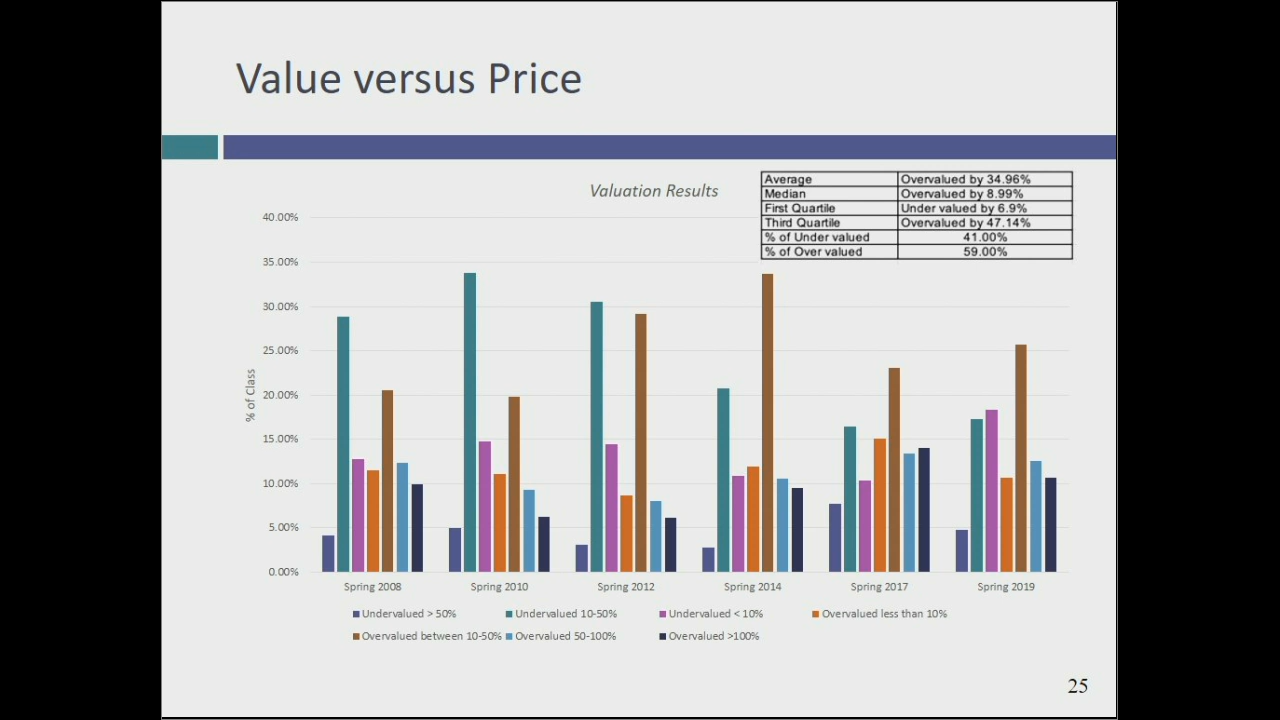 Value versus Price
Valuation Results
Average Overvalued by 34.96%
Median Overvalued by 8.99%
First Quartile Under valued by 6.9%
Third Quartile Overvalued by 47.14%
% of Under valued 41.00%
% of Over valued 59.00%
40.00%
35.00%
30.00%
25.00%
20.00%
15.00%
10.00%
5.00%
0.00%
% of Class
Spring 2008 Spring 2010 Spring 2012 Spring 2014 Spring 2017 Spring 2019
Undervalued > 50% Undervalued 10-50% Undervalued < 10% Overvalued less than 10%
Overvalued between 10-50% Overvalued 50-100% Overvalued >100%
25